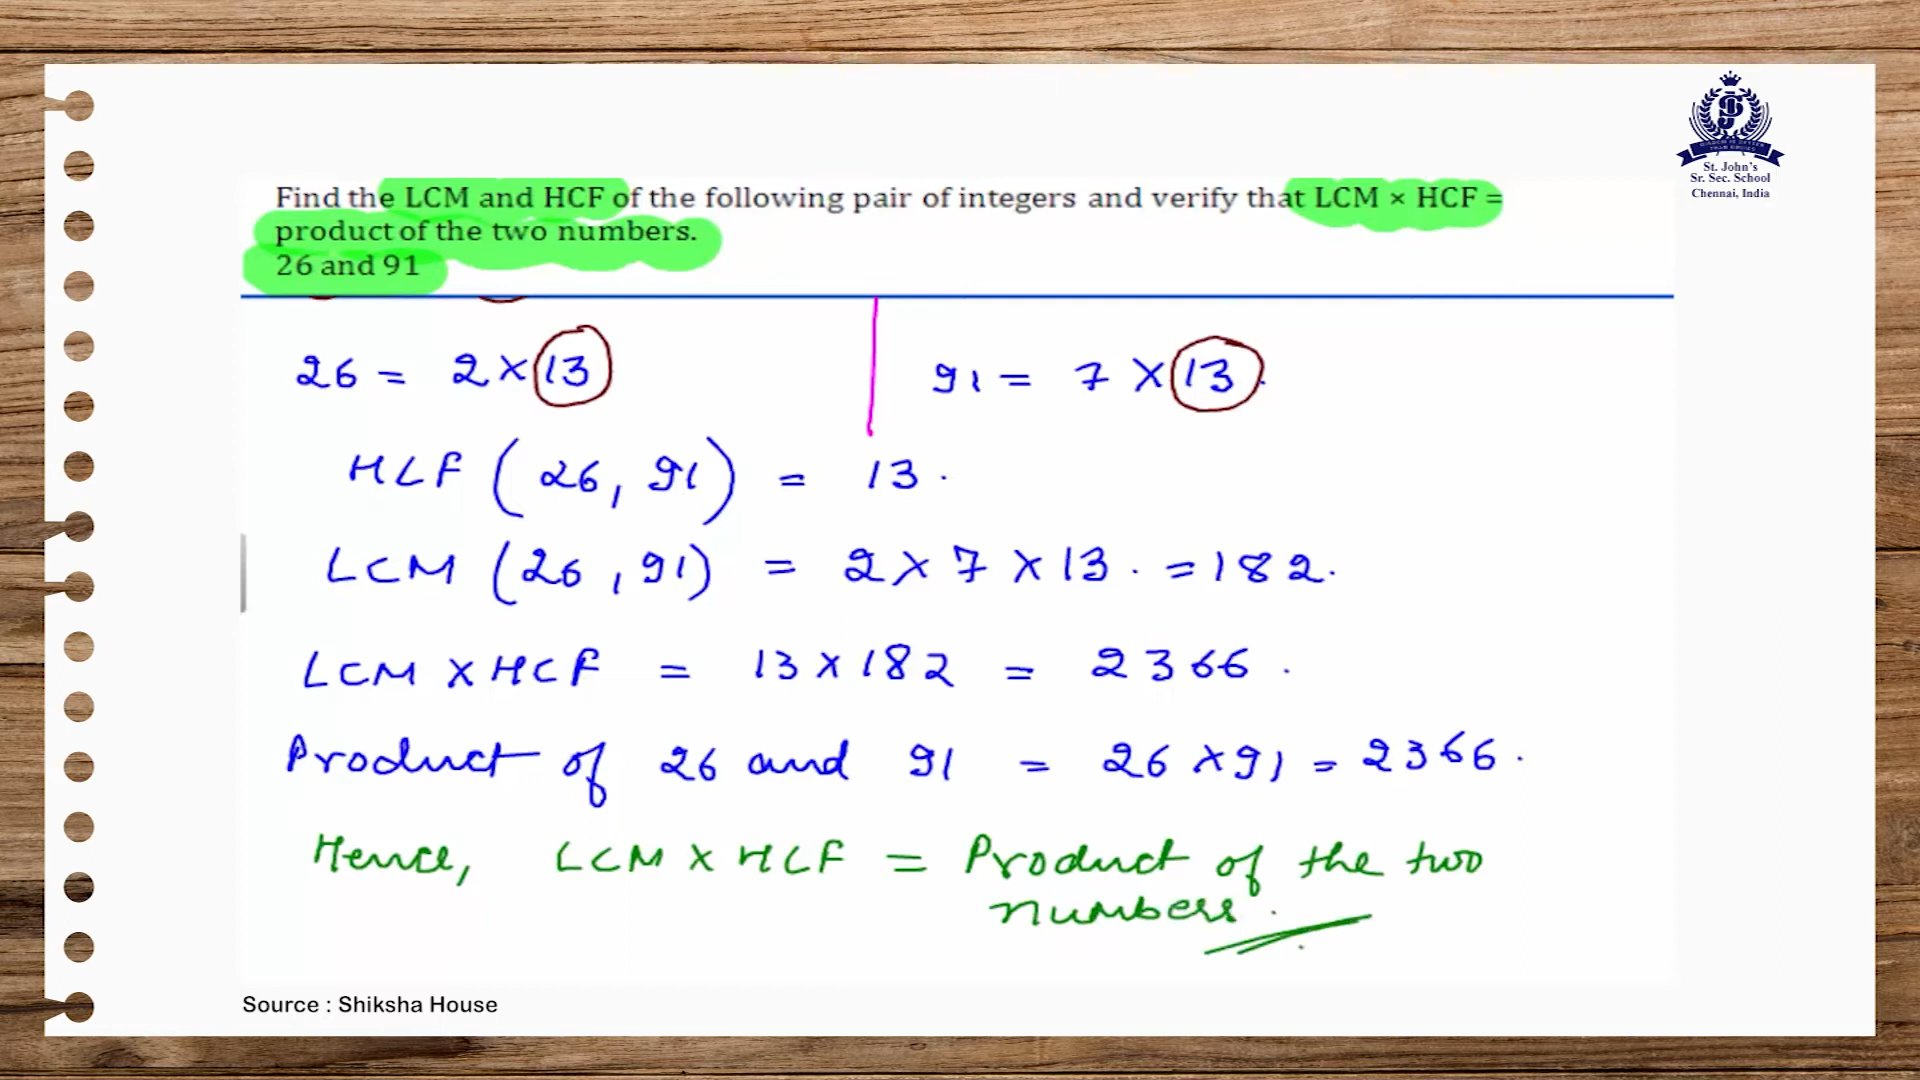 St. John's
Sr. Sec. School
Chennai, India
Find the LCM and HCF of the following pair of integers and verify that LCM × HCF =
product of the two numbers.
26 and 91
26 = 2 × 13
91 = 7 × 13.
HCF (26, 91) = 13.
LCM (26, 91) = 2 × 7 × 13. = 182.
LCM × HCF = 13 × 182 = 2366.
Product of 26 and 91 = 26 × 91 = 2366.
Hence, LCM × HCF = Product of the two
numbers.
Source : Shiksha House